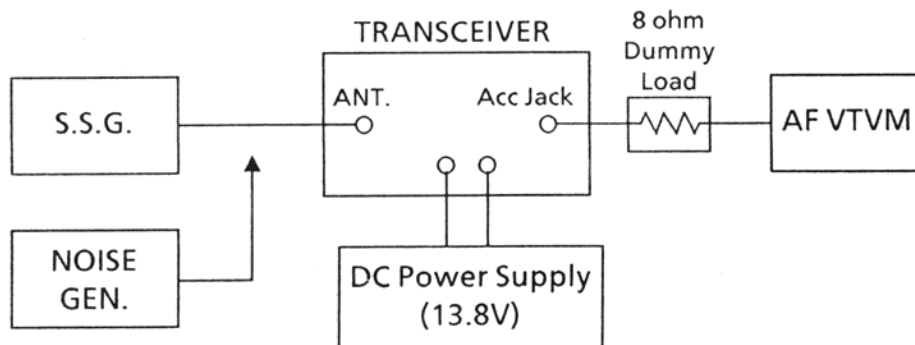 TRANSCEIVER
8 ohm
Dummy
Load
S.S.G.
ANT.
Acc Jack
AF VTVM
NOISE
GEN.
DC Power Supply
(13.8V)